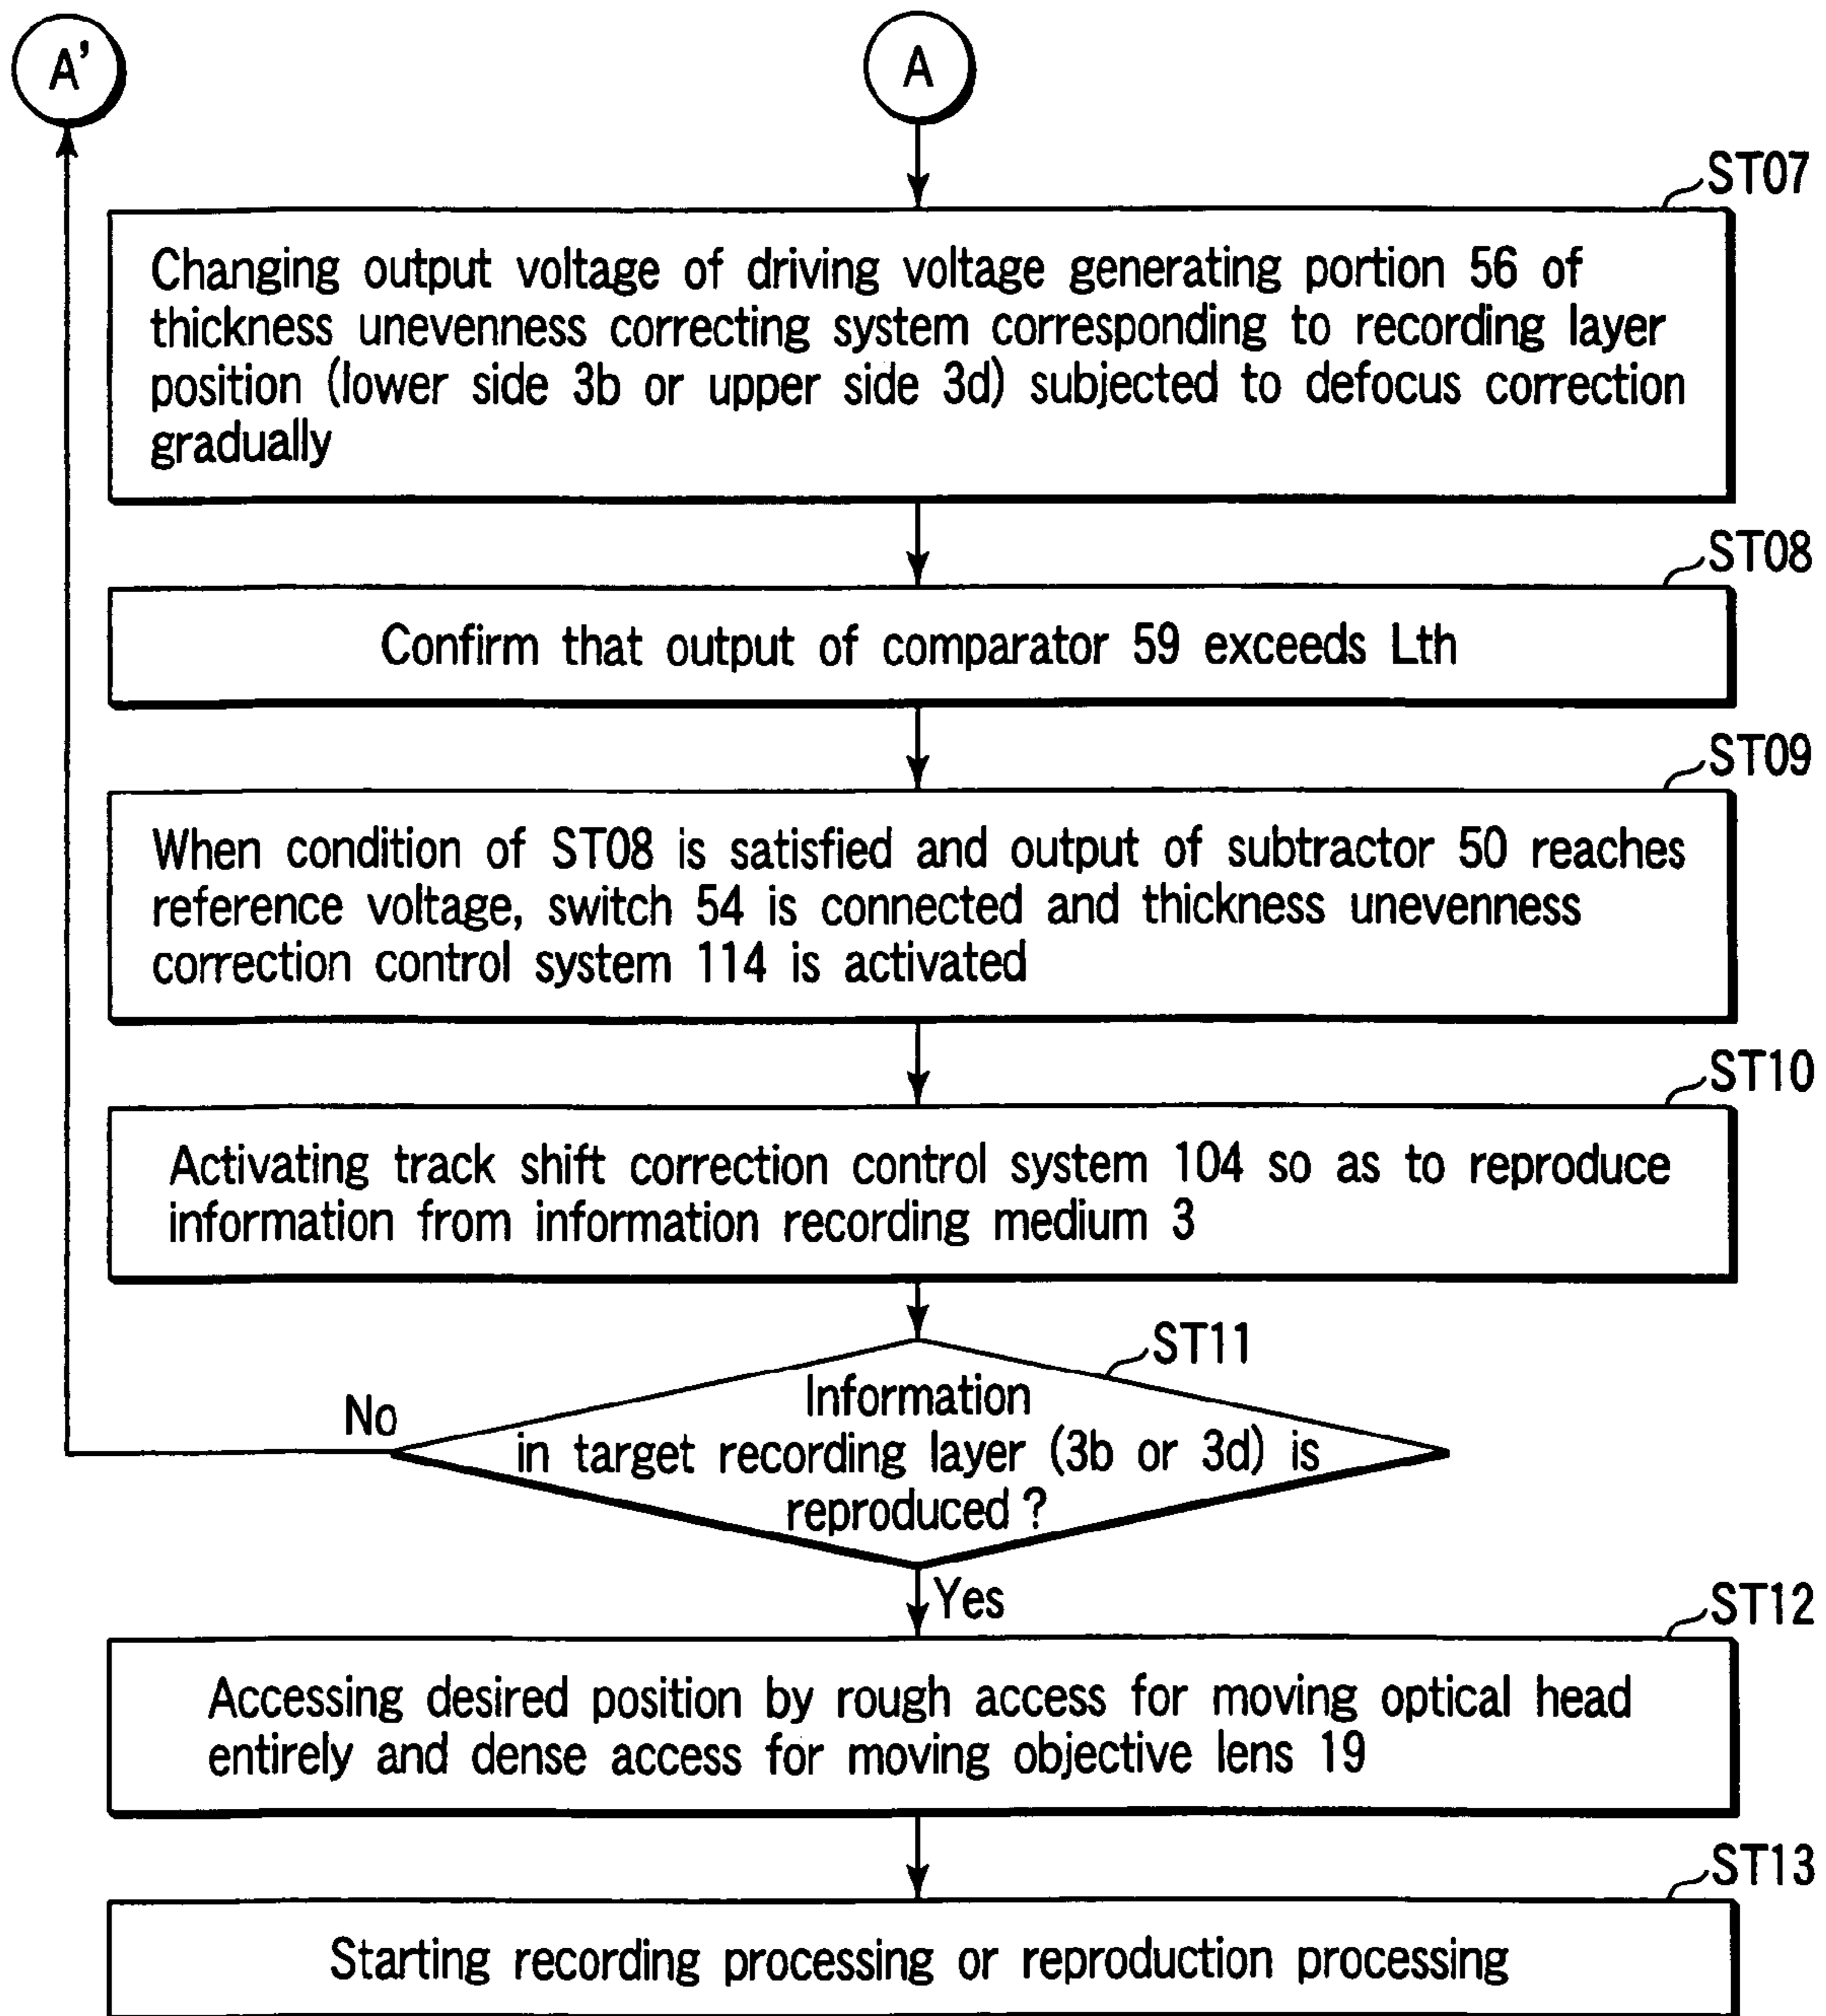 A'
A
ST07
Changing output voltage of driving voltage generating portion 56 of
thickness unevenness correcting system corresponding to recording layer
position (lower side 3b or upper side 3d) subjected to defocus correction
gradually
ST08
Confirm that output of comparator 59 exceeds Lth
ST09
When condition of ST08 is satisfied and output of subtractor 50 reaches
reference voltage, switch 54 is connected and thickness unevenness
correction control system 114 is activated
ST10
Activating track shift correction control system 104 so as to reproduce
information from information recording medium 3
ST11
Information
in target recording layer (3b or 3d) is
reproduced ?
No
Yes
ST12
Accessing desired position by rough access for moving optical head
entirely and dense access for moving objective lens 19
ST13
Starting recording processing or reproduction processing